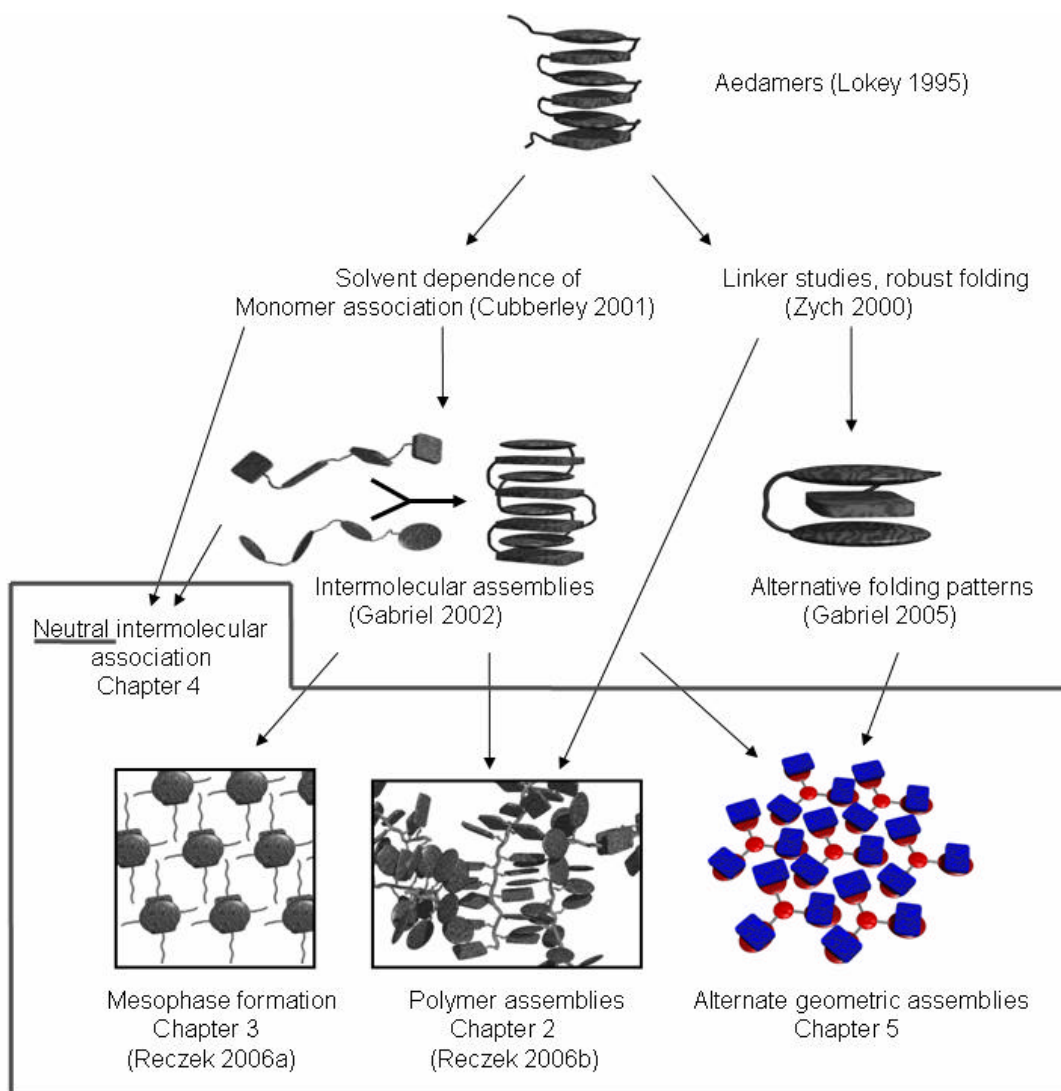 Aedamers (Lokey 1995)
Solvent dependence of
Monomer association (Cubberley 2001)
Linker studies, robust folding
(Zych 2000)
Intermolecular assemblies
(Gabriel 2002)
Alternative folding patterns
(Gabriel 2005)
Neutral intermolecular
association
Chapter 4
Mesophase formation
Chapter 3
(Reczek 2006a)
Polymer assemblies
Chapter 2
(Reczek 2006b)
Alternate geometric assemblies
Chapter 5